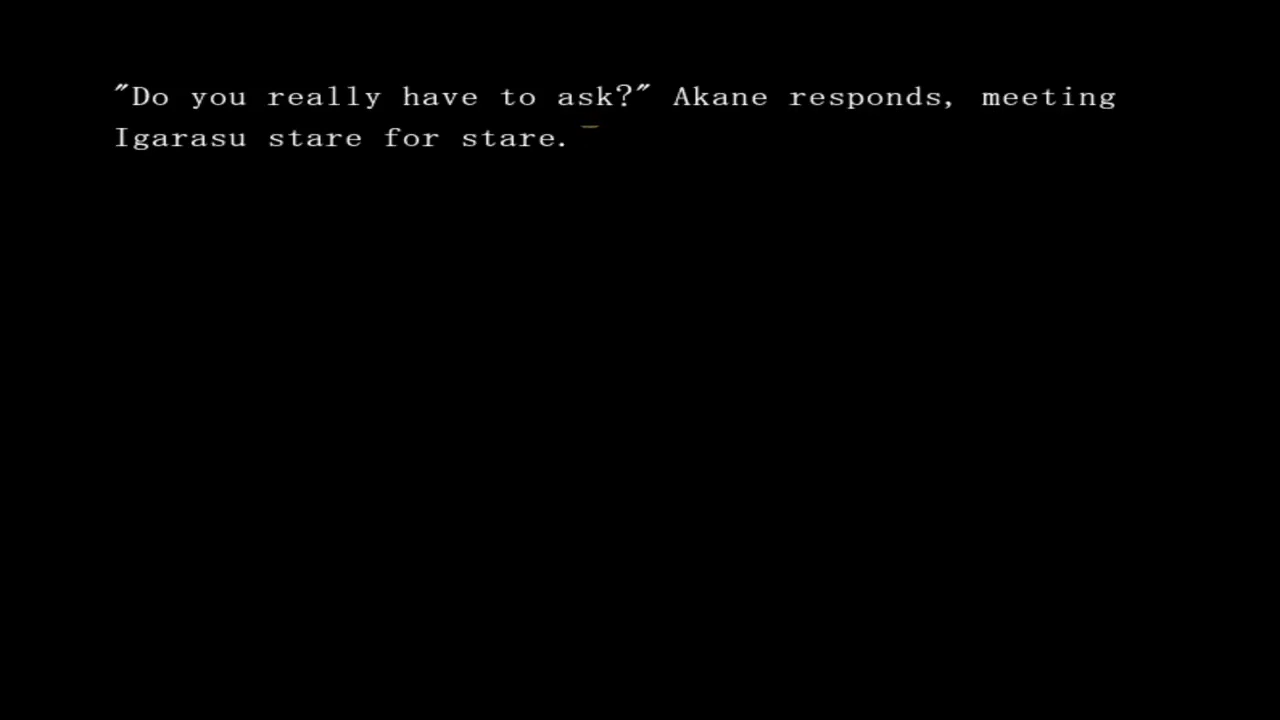 "Do you really have to ask?" Akane responds, meeting
Igarasu stare for stare.